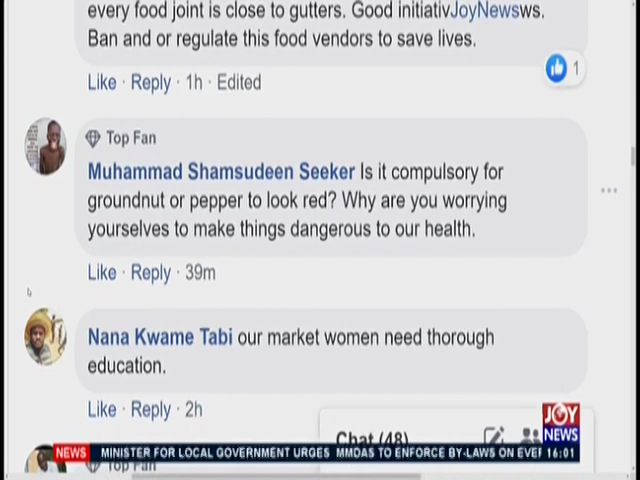 every food joint is close to gutters. Good initiativJoyNewsws.
Ban and or regulate this food vendors to save lives.
1
Like · Reply · 1h · Edited
Top Fan
Muhammad Shamsudeen Seeker Is it compulsory for
groundnut or pepper to look red? Why are you worrying
yourselves to make things dangerous to our health.
Like · Reply · 39m
Nana Kwame Tabi our market women need thorough
education.
Like · Reply · 2h
Chat (48)
JOY
NEWS
NEWS MINISTER FOR LOCAL GOVERNMENT URGES MMDAS TO ENFORCE BY-LAWS ON EVE 16:01
Top Fan